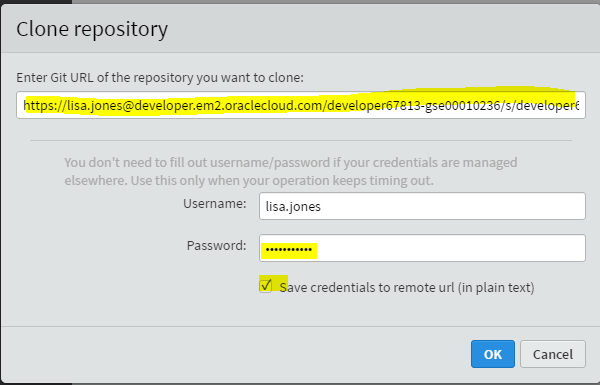 Clone repository
Enter Git URL of the repository you want to clone:
https://lisa.jones@developer.em2.oraclecloud.com/developer67813-gse00010236/s/developer6
You don't need to fill out username/password if your credentials are managed
elsewhere. Use this only when your operation keeps timing out.
Username: lisa.jones
Password: •••••••••••
Save credentials to remote url (in plain text)
OK Cancel